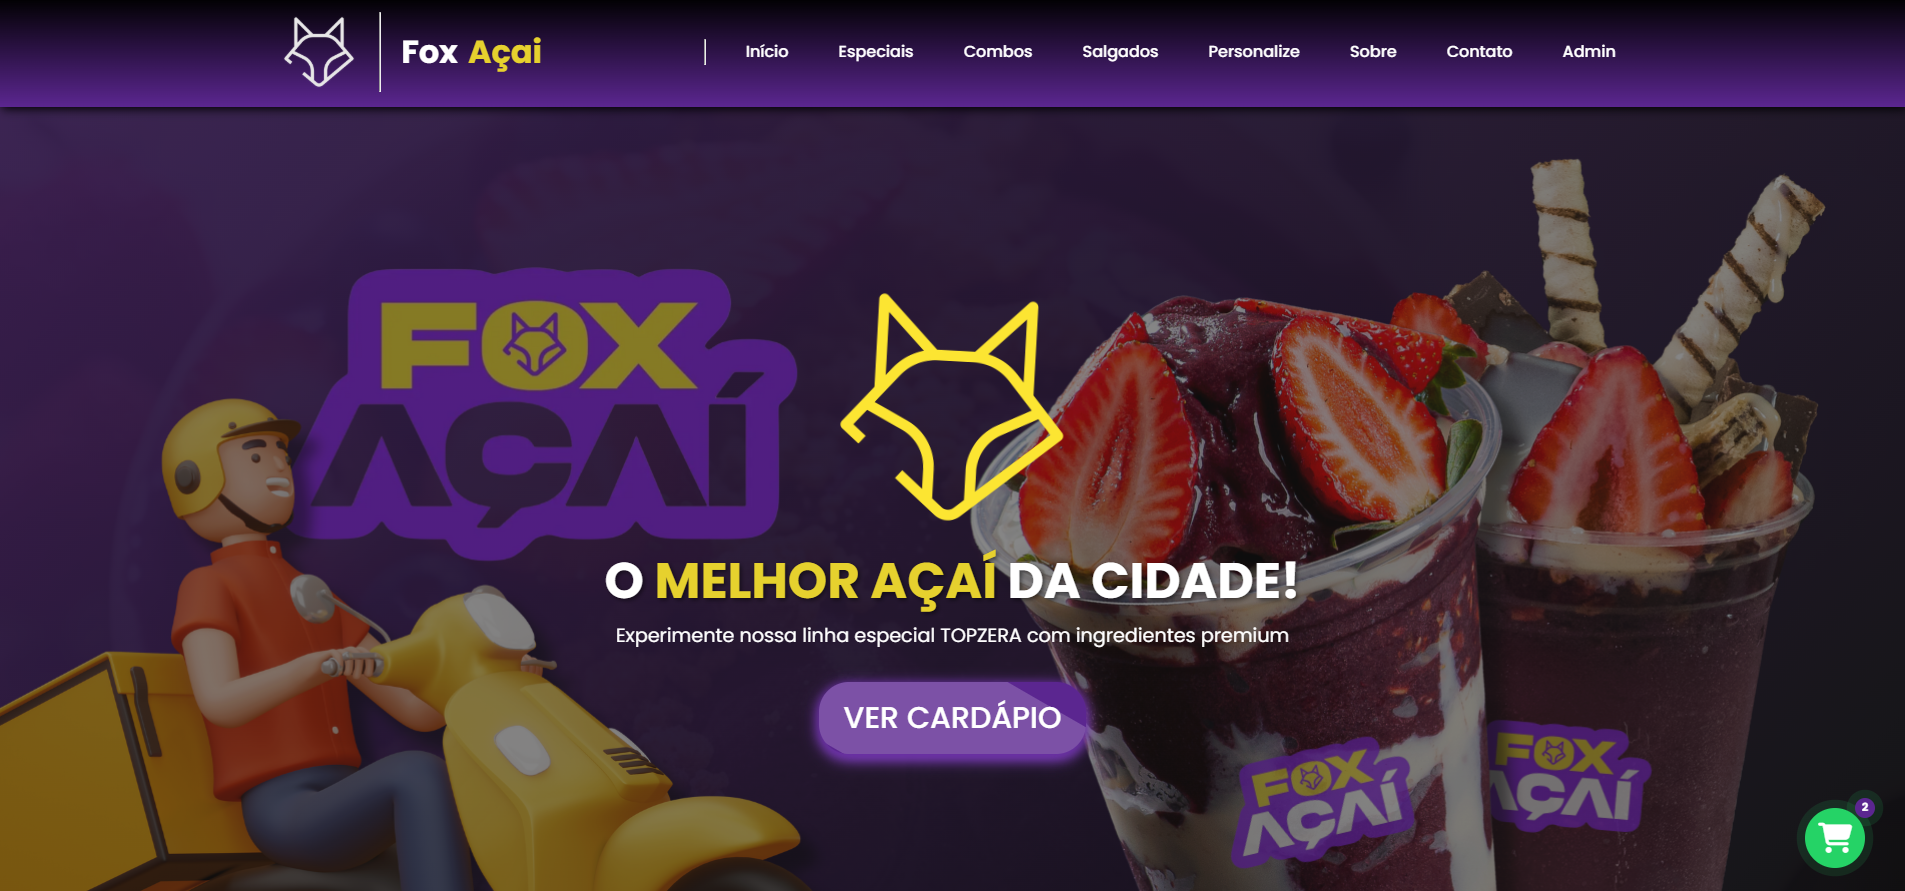 Fox Açai
Início Especiais Combos Salgados Personalize Sobre Contato Admin
FOX
AÇAÍ
O MELHOR AÇAÍ DA CIDADE!
Experimente nossa linha especial TOPZERA com ingredientes premium
VER CARDÁPIO
FOX
AÇAÍ
FOX
AÇAÍ
2